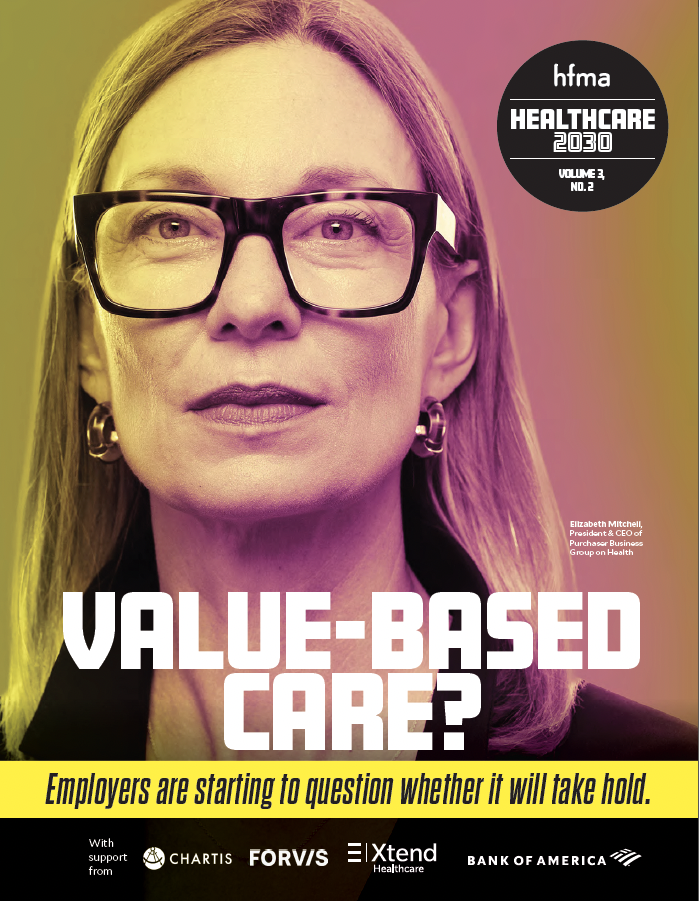 hfma
HEALTHCARE
2030
VOLUME 3,
NO. 2
Elizabeth Mitchell,
President & CEO of
Purchaser Business
Group on Health
VALUE-BASED
CARE?
Employers are starting to question whether it will take hold.
With
support
from
CHARTIS
FORVIS
Xtend
Healthcare
BANK OF AMERICA